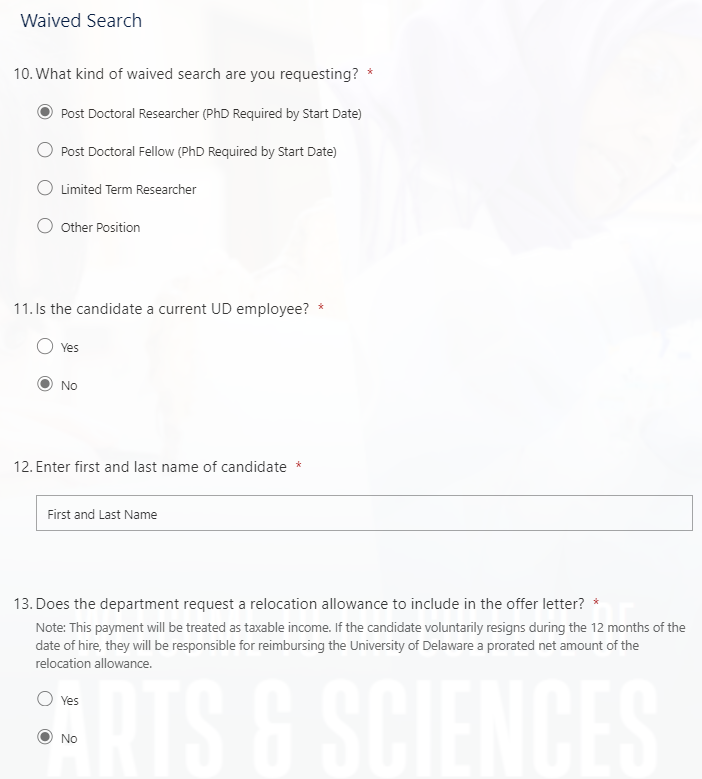 Waived Search
10. What kind of waived search are you requesting? *
Post Doctoral Researcher (PhD Required by Start Date)
Post Doctoral Fellow (PhD Required by Start Date)
Limited Term Researcher
Other Position
11. Is the candidate a current UD employee? *
Yes
No
12. Enter first and last name of candidate *
First and Last Name
13. Does the department request a relocation allowance to include in the offer letter? *
Note: This payment will be treated as taxable income. If the candidate voluntarily resigns during the 12 months of the
date of hire, they will be responsible for reimbursing the University of Delaware a prorated net amount of the
relocation allowance.
Yes
No
ARTS & SCIENCES